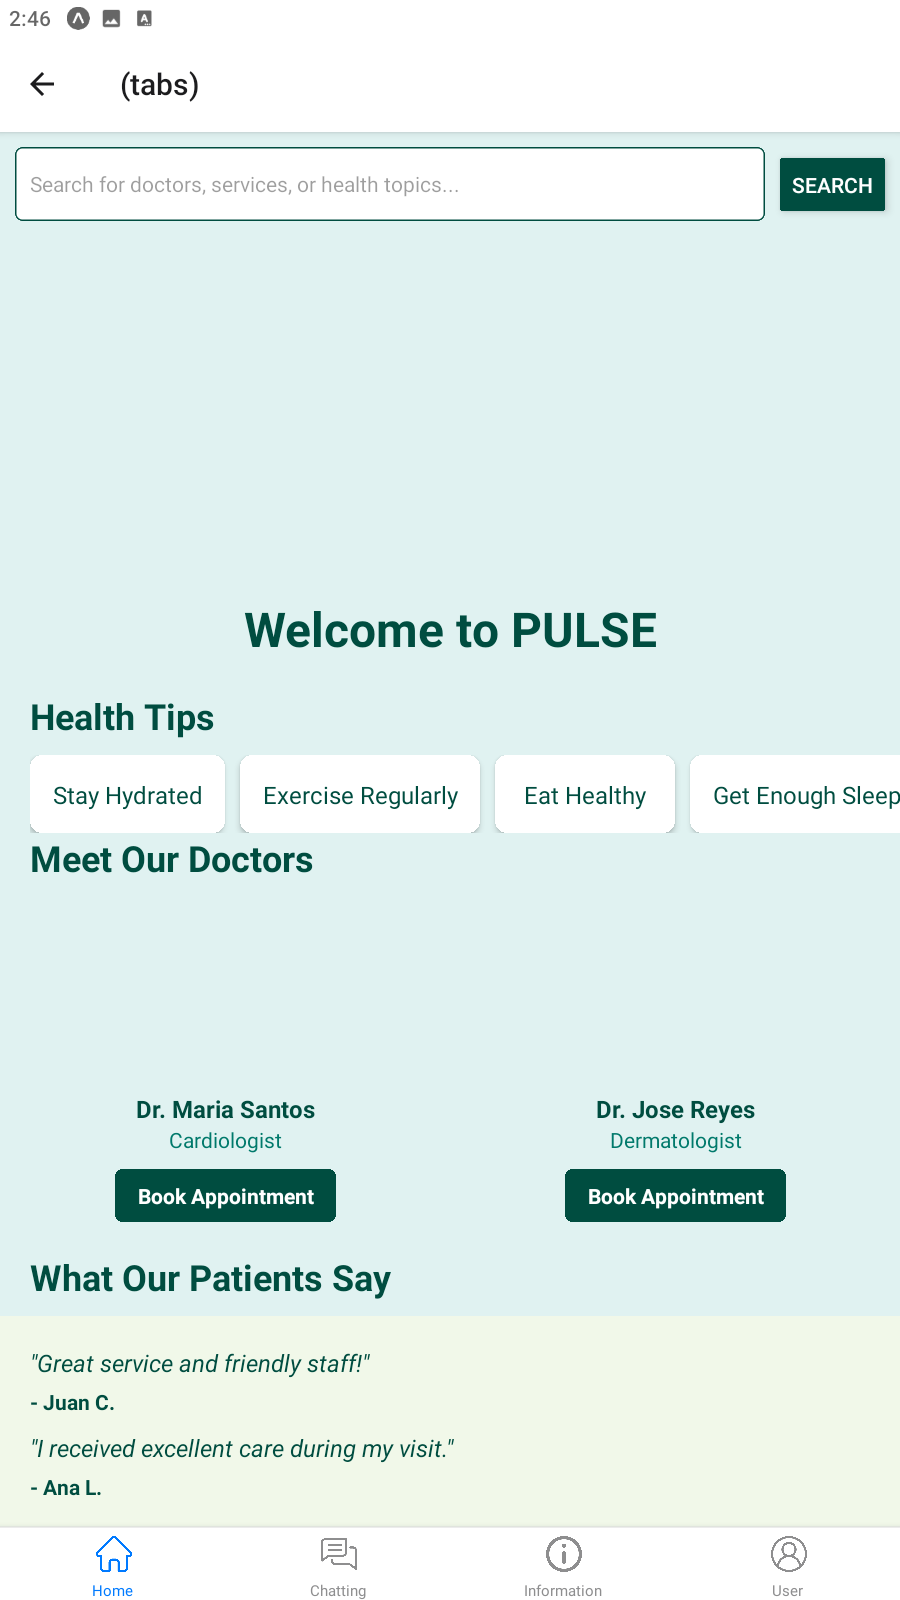 2:46
(tabs)
Search for doctors, services, or health topics...
SEARCH
Welcome to PULSE
Health Tips
Stay Hydrated
Exercise Regularly
Eat Healthy
Get Enough Sleep
Meet Our Doctors
Dr. Maria Santos
Dr. Jose Reyes
Cardiologist
Dermatologist
Book Appointment
Book Appointment
What Our Patients Say
"Great service and friendly staff!"
- Juan C.
"I received excellent care during my visit."
- Ana L.
Home
Chatting
Information
User